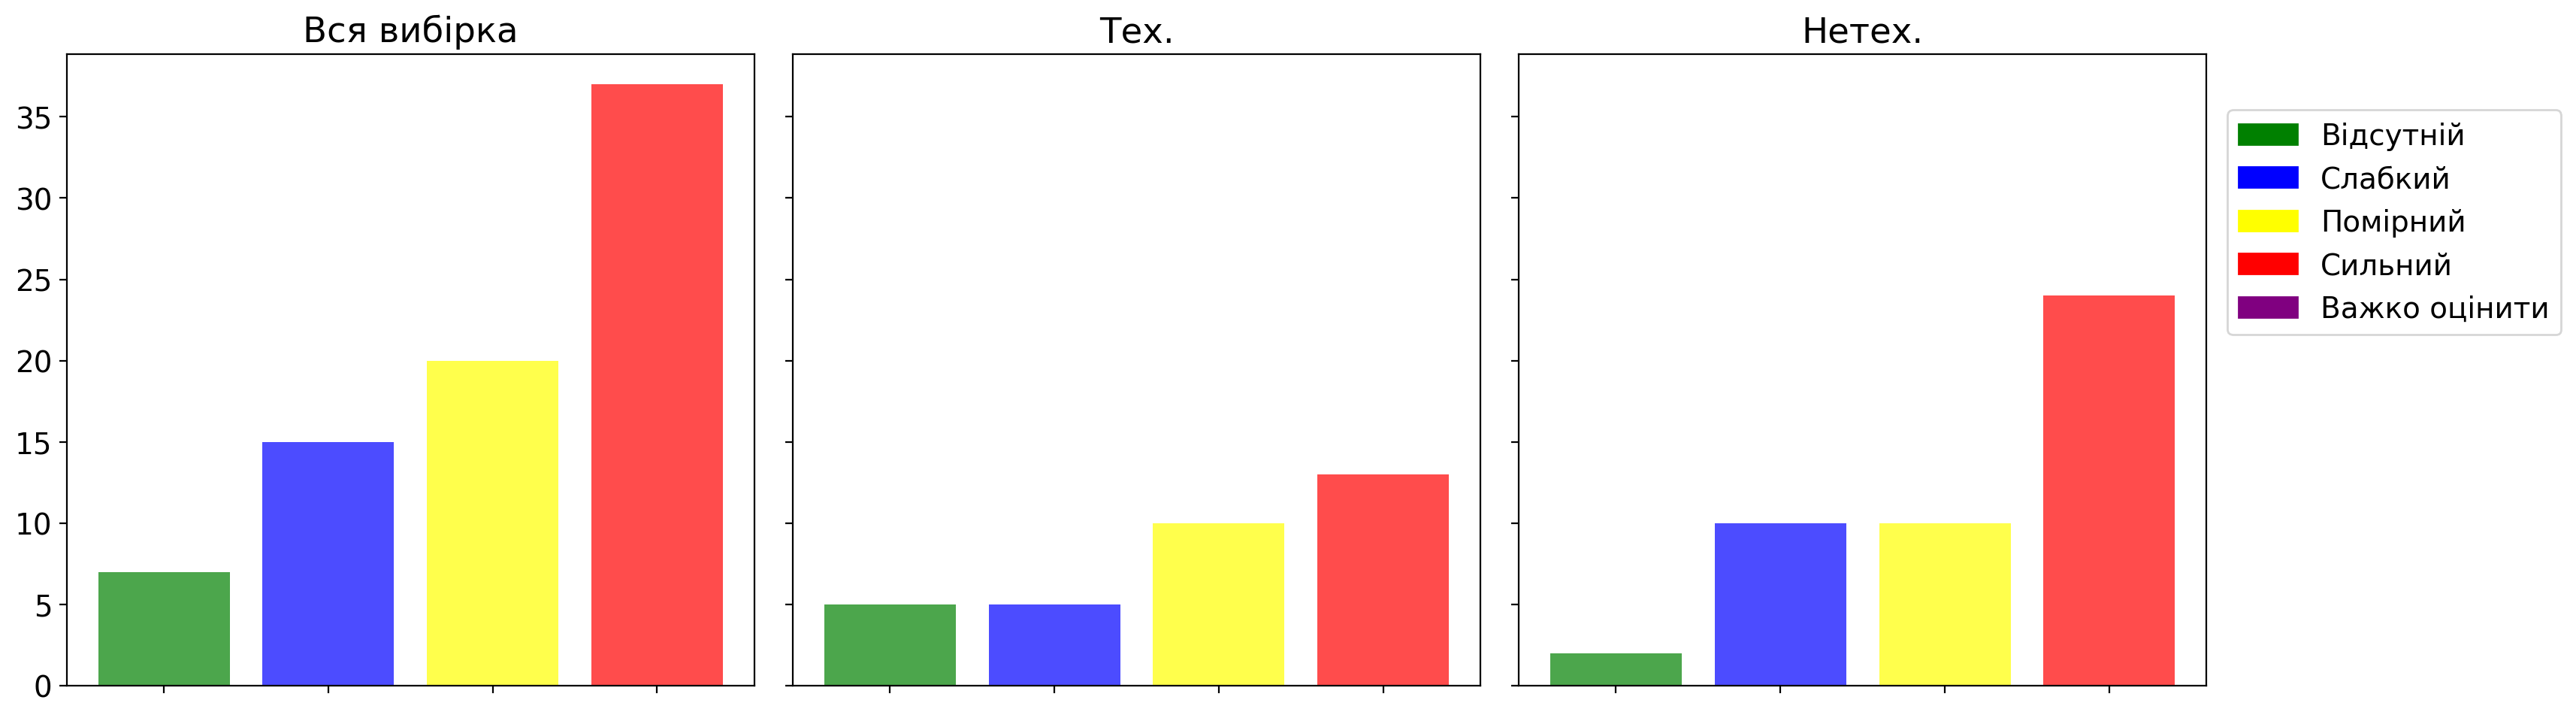 Вся вибірка
Тех.
Нетех.
35
30
25
20
15
10
5
0
Відсутній
Слабкий
Помірний
Сильний
Важко оцінити